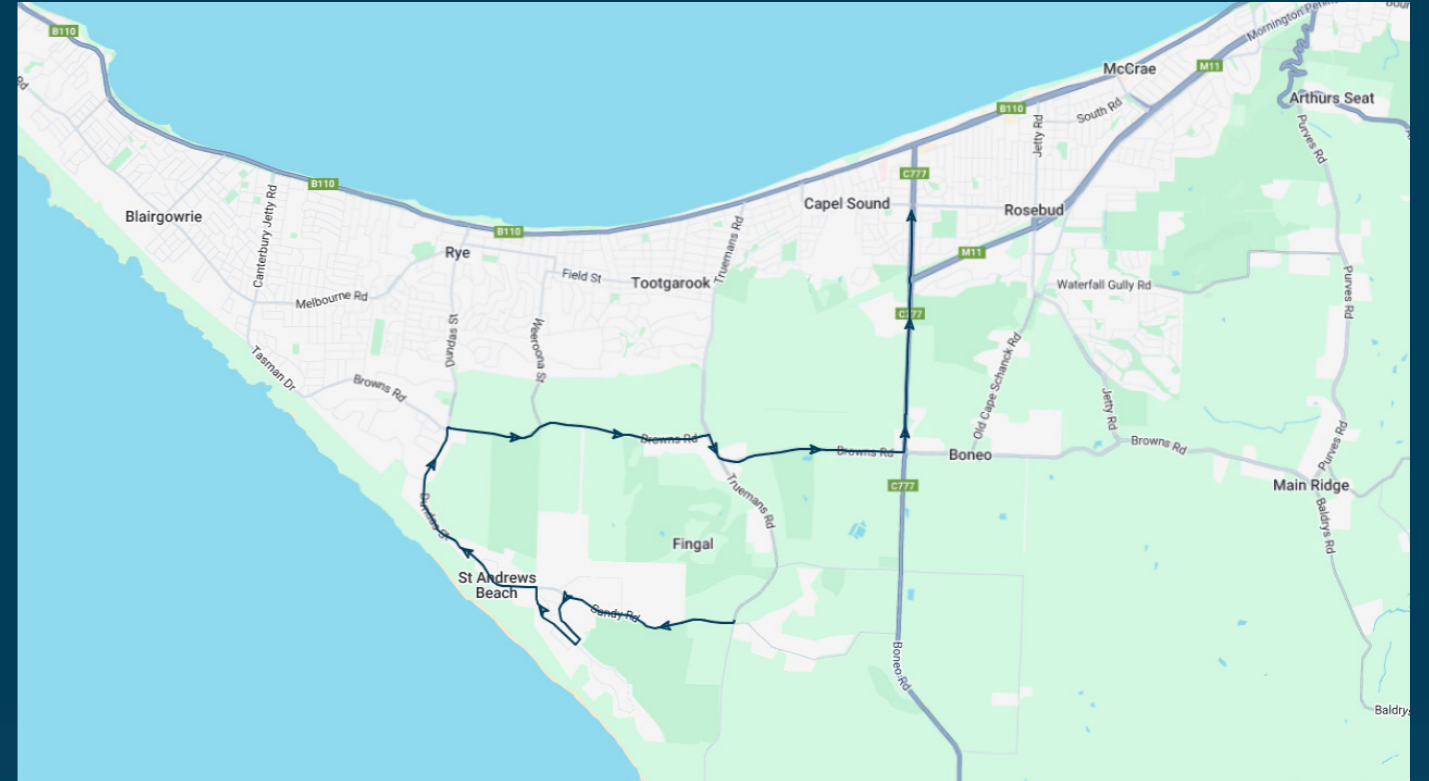 B110
Mornington Peni
McCrae
M11
Arthurs Seat
B110
South Rd
Jetty Rd
Purves Rd
C777
B110
Rd
Canterbury Jetty Rd
Blairgowrie
Capel Sound
Rosebud
B110
Rye
Truemans Rd
M11
Field St
Tootgarook
Waterfall Gully Rd
Purves Rd
Melbourne Rd
C777
Dundas St
Weeroona St
Old Cape Schanck Rd
Tasman Dr
Browns Rd
Jetty Rd
Browns Rd
Browns Rd
Boneo
Browns Rd
Purves Rd
Main Ridge
C777
Truemans Rd
Dundas St
Baldrys Rd
Fingal
St Andrews
Beach
Sandy Rd
Boneo Rd
Baldrys